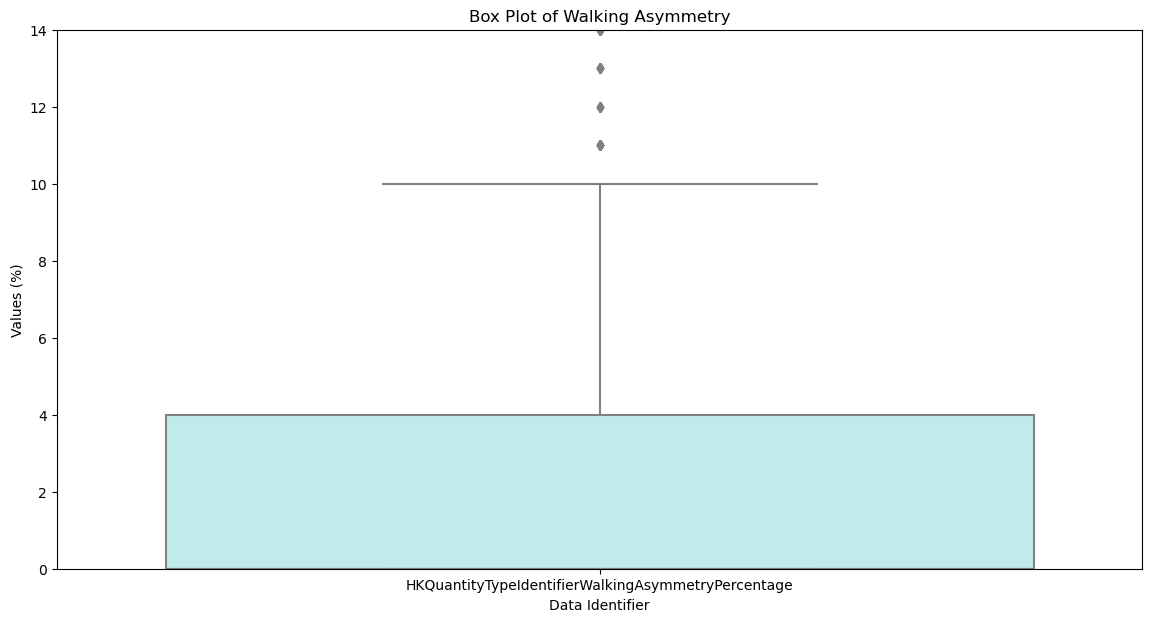 Box Plot of Walking Asymmetry
14
12
10
8
6
4
2
0
Values (%)
HKQuantityTypeIdentifierWalkingAsymmetryPercentage
Data Identifier